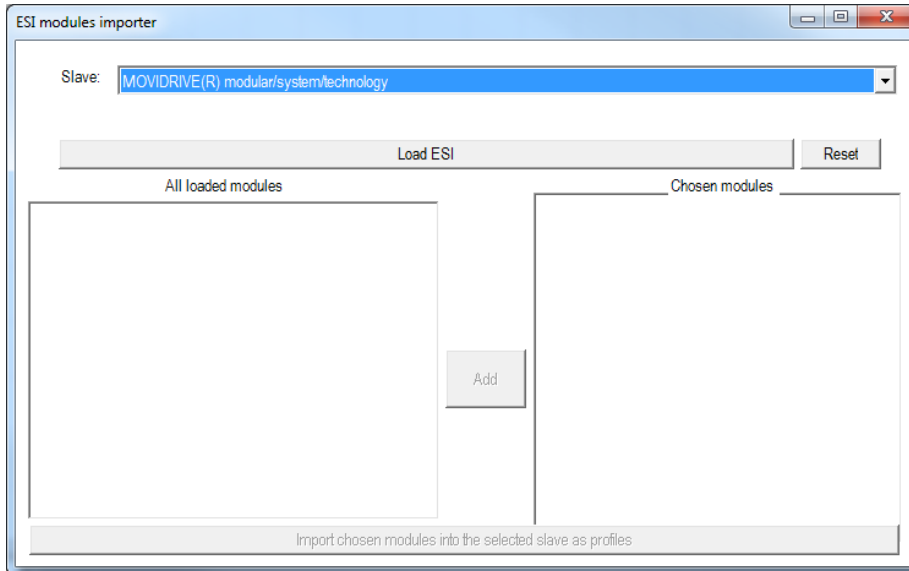 ESI modules importer
Slave: MOVIDRIVE(R) modular/system/technology
Load ESI Reset
All loaded modules Chosen modules
Add
Import chosen modules into the selected slave as profiles